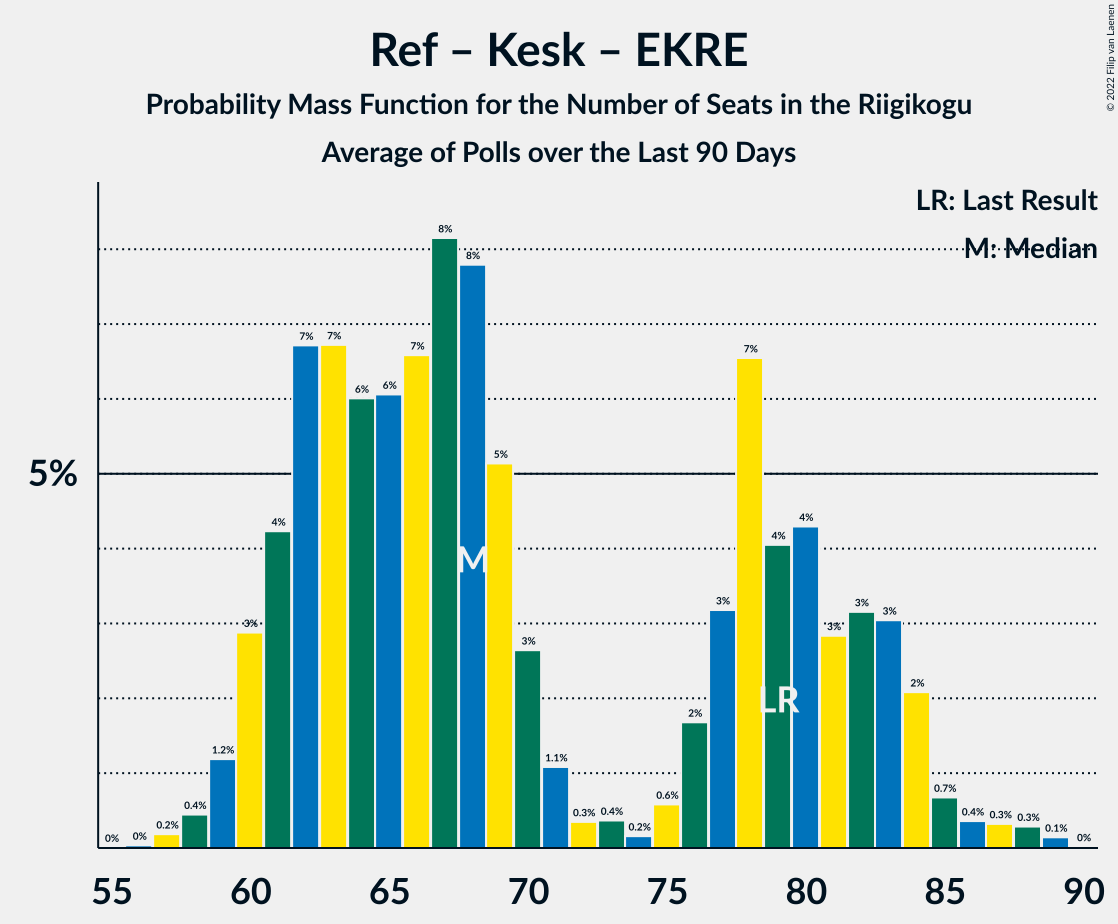 Ref – Kesk – EKRE
Probability Mass Function for the Number of Seats in the Riigikogu
Average of Polls over the Last 90 Days
© 2022 Filip van Laenen
LR: Last Result
M: Median
5%
0% 0% 0.2% 0.4% 1.2% 3% 4% 7% 7% 6% 6% 7% 8% 8% 5% 3% 1.1% 0.3% 0.4% 0.2% 0.6% 2% 3% 7% 4% 4% 3% 3% 3% 2% 0.7% 0.4% 0.3% 0.3% 0.1% 0%
M
LR
55 60 65 70 75 80 85 90